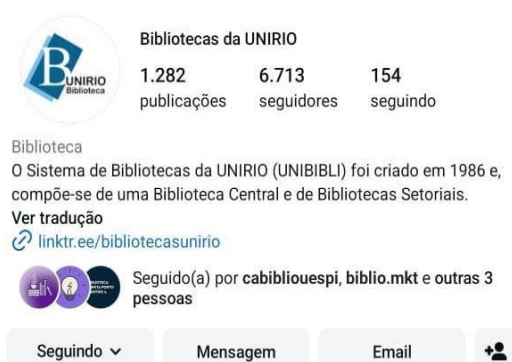 Bibliotecas da UNIRIO
B UNIRIO
Biblioteca
1.282 6.713 154
publicações seguidores seguindo
Biblioteca
O Sistema de Bibliotecas da UNIRIO (UNIBIBLI) foi criado em 1986 e,
compõe-se de uma Biblioteca Central e de Bibliotecas Setoriais.
Ver tradução
linktr.ee/bibliotecasunirio
Seguido(a) por cabibliouespi, biblio.mkt e outras 3
pessoas
Seguindo Mensagem Email